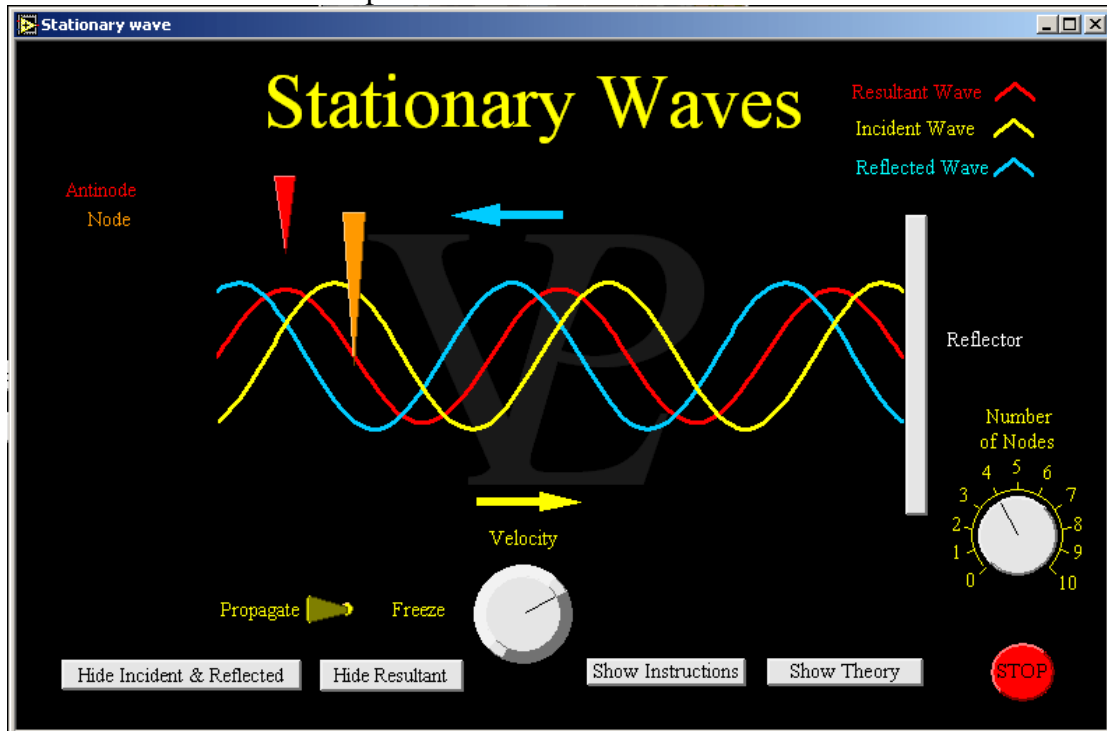 Stationary wave
Stationary Waves
Resultant Wave
Incident Wave
Reflected Wave
Antinode
Node
VPL
Reflector
Number
of Nodes
0 1 2 3 4 5 6 7 8 9 10
Velocity
Propagate Freeze
Hide Incident & Reflected
Hide Resultant
Show Instructions
Show Theory
STOP